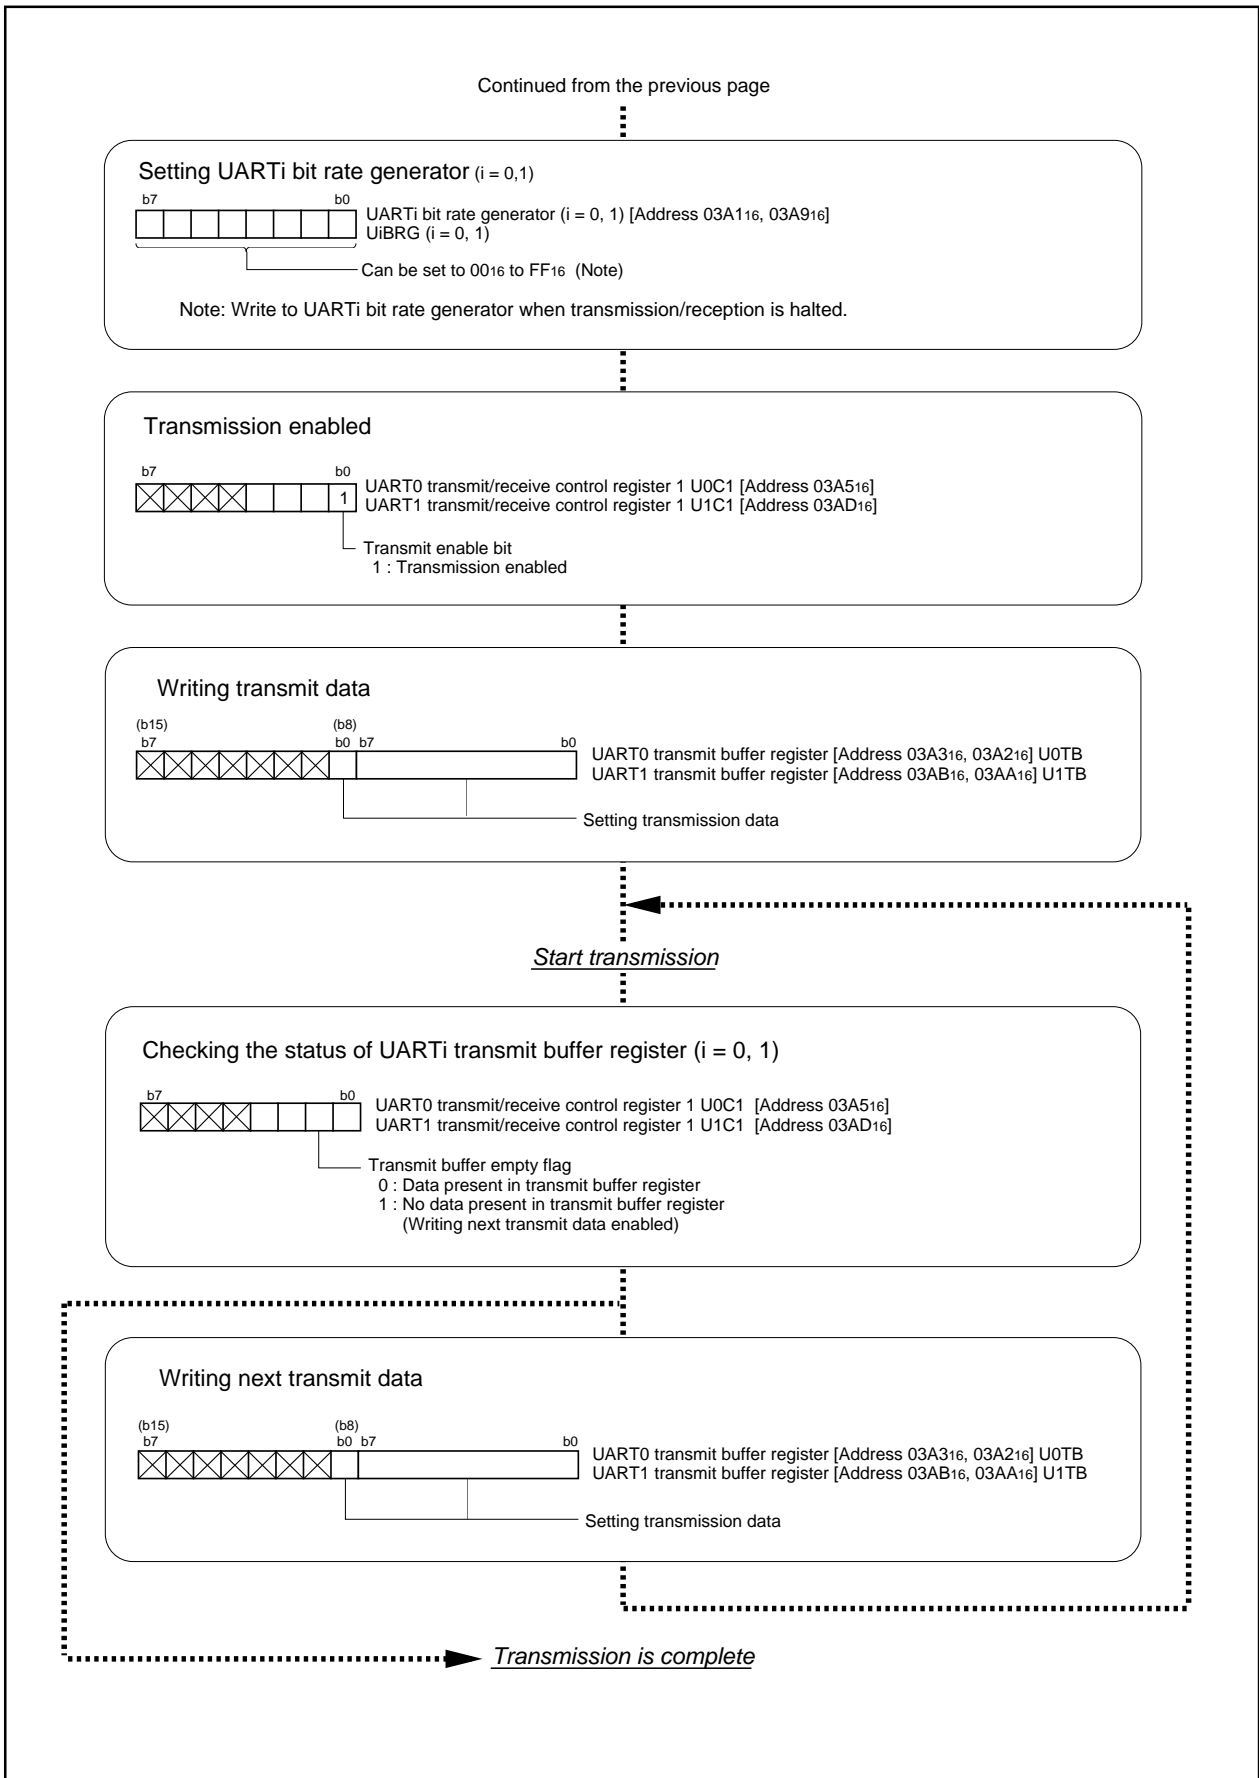 Continued from the previous page
Setting UARTi bit rate generator (i = 0,1)
b7 b0
UARTi bit rate generator (i = 0, 1) [Address 03A116, 03A916]
UiBRG (i = 0, 1)
Can be set to 0016 to FF16 (Note)
Note: Write to UARTi bit rate generator when transmission/reception is halted.
Transmission enabled
b7 b0
1
UART0 transmit/receive control register 1 U0C1 [Address 03A516]
UART1 transmit/receive control register 1 U1C1 [Address 03AD16]
Transmit enable bit
1 : Transmission enabled
Writing transmit data
(b15) (b8)
b7 b0 b7 b0
UART0 transmit buffer register [Address 03A316, 03A216] U0TB
UART1 transmit buffer register [Address 03AB16, 03AA16] U1TB
Setting transmission data
Start transmission
Checking the status of UARTi transmit buffer register (i = 0, 1)
b7 b0
UART0 transmit/receive control register 1 U0C1 [Address 03A516]
UART1 transmit/receive control register 1 U1C1 [Address 03AD16]
Transmit buffer empty flag
0 : Data present in transmit buffer register
1 : No data present in transmit buffer register
(Writing next transmit data enabled)
Writing next transmit data
(b15) (b8)
b7 b0 b7 b0
UART0 transmit buffer register [Address 03A316, 03A216] U0TB
UART1 transmit buffer register [Address 03AB16, 03AA16] U1TB
Setting transmission data
Transmission is complete